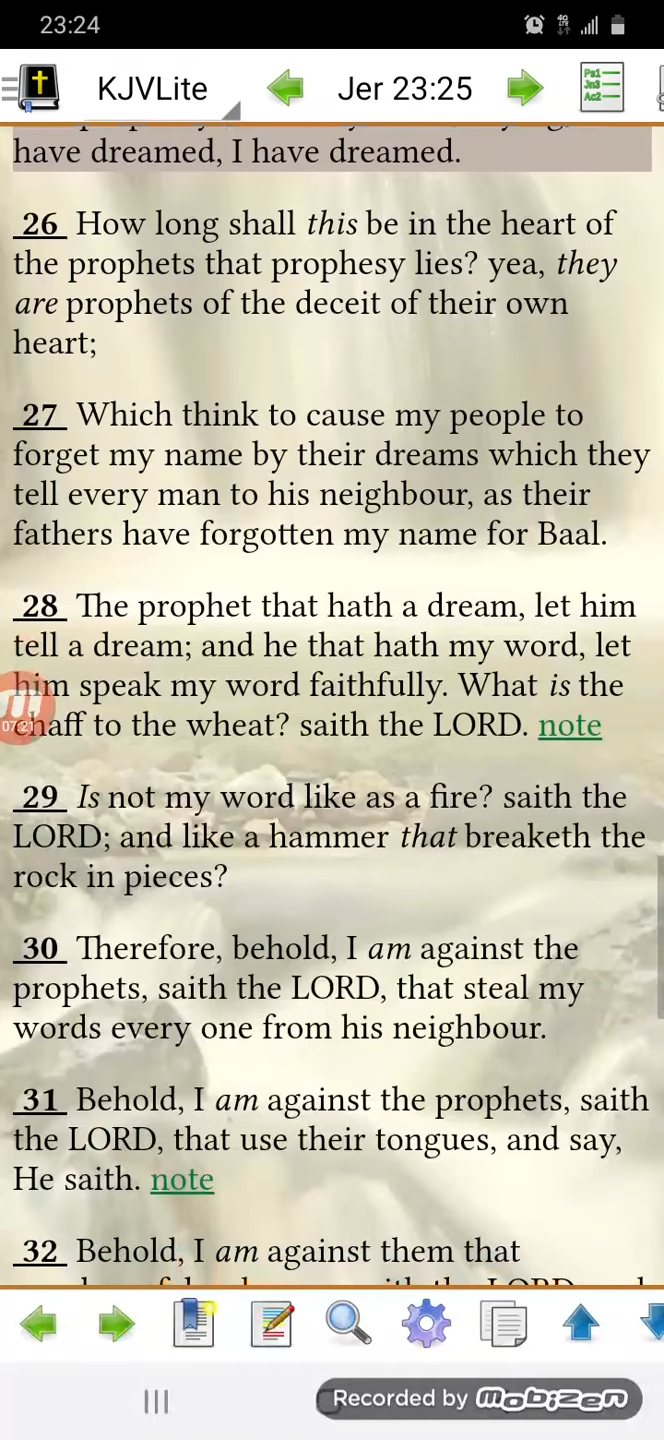 23:24
KJVLite
Jer 23:25
have dreamed, I have dreamed.
26 How long shall this be in the heart of
the prophets that prophesy lies? yea, they
are prophets of the deceit of their own
heart;
27 Which think to cause my people to
forget my name by their dreams which they
tell every man to his neighbour, as their
fathers have forgotten my name for Baal.
28 The prophet that hath a dream, let him
tell a dream; and he that hath my word, let
him speak my word faithfully. What is the
07:21
chaff to the wheat? saith the LORD. note
29 Is not my word like as a fire? saith the
LORD; and like a hammer that breaketh the
rock in pieces?
30 Therefore, behold, I am against the
prophets, saith the LORD, that steal my
words every one from his neighbour.
31 Behold, I am against the prophets, saith
the LORD, that use their tongues, and say,
He saith. note
32 Behold, I am against them that
Recorded by mobizen